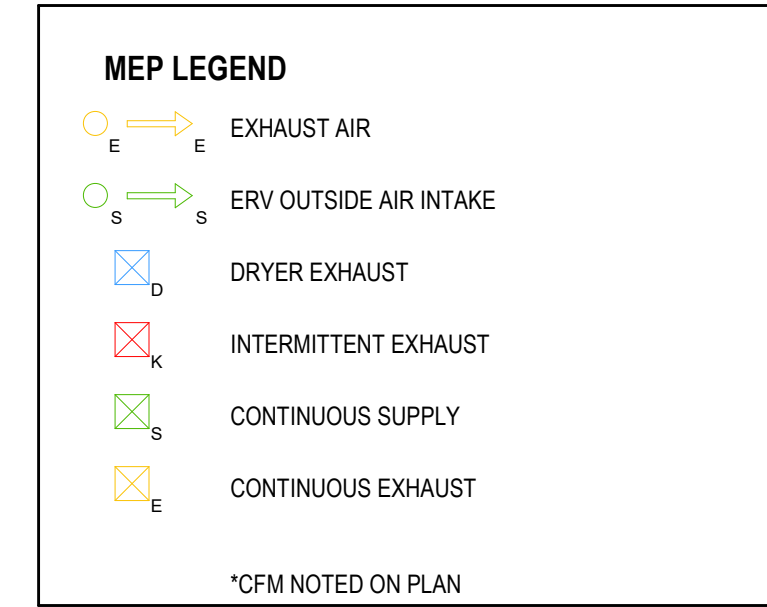 MEP LEGEND
E E EXHAUST AIR
S S ERV OUTSIDE AIR INTAKE
D DRYER EXHAUST
K INTERMITTENT EXHAUST
S CONTINUOUS SUPPLY
E CONTINUOUS EXHAUST
*CFM NOTED ON PLAN